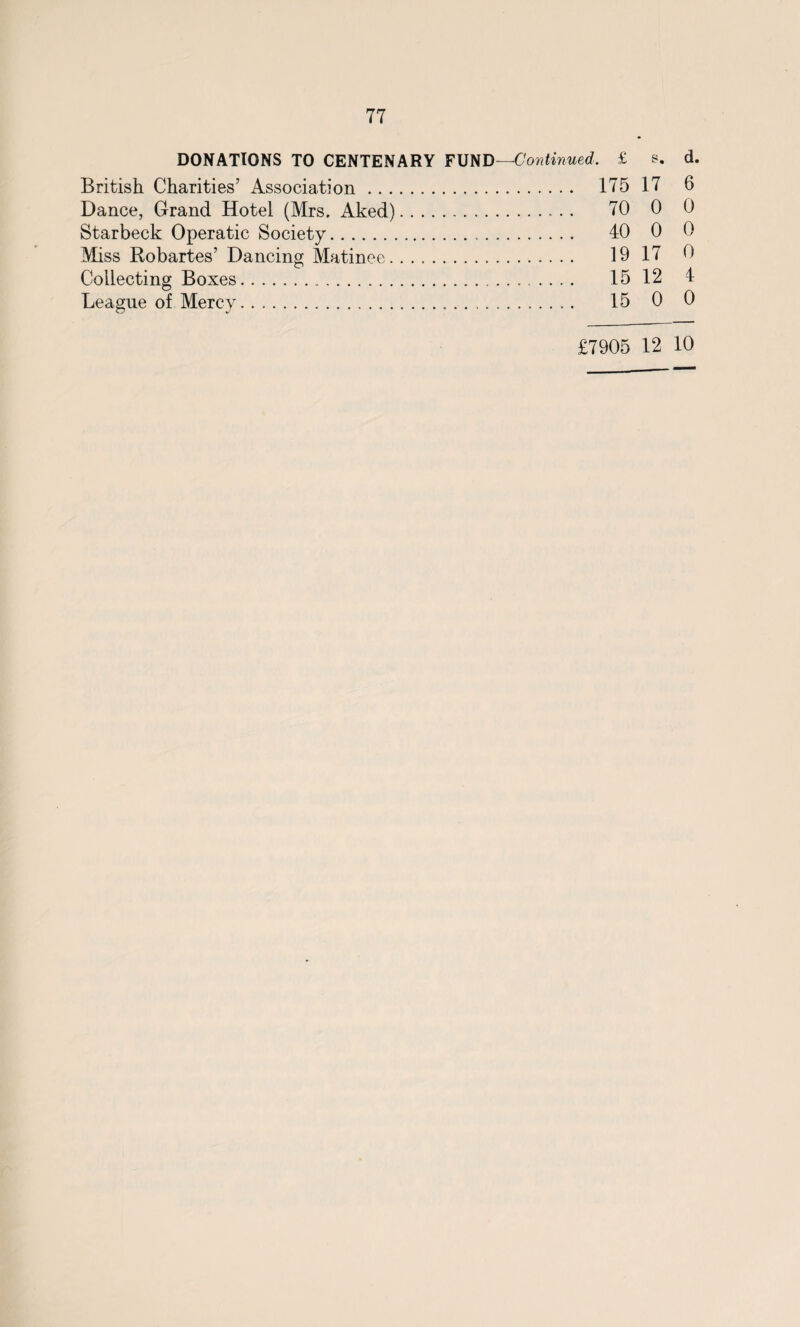 77
DONATIONS TO CENTENARY FUND—Continued. £ s. d.
British Charities’ Association . . . . . . . . . . . . . . . . . . . . 175 17 6
Dance, Grand Hotel (Mrs. Aked). . . . . . . . . . . . . . . . . . 70 0 0
Starbeck Operatic Society. . . . . . . . . . . . . . . . . . . . . . . . 40 0 0
Miss Robartes’ Dancing Matinee. . . . . . . . . . . . . . . . . . . 19 17 0
Collecting Boxes. . . . . . . . . . . . . . . . . . . . . . . . . . . . . . . . 15 12 4
League of Mercy. . . . . . . . . . . . . . . . . . . . . . . . . . . . . . . . 15 0 0
£7905 12 10